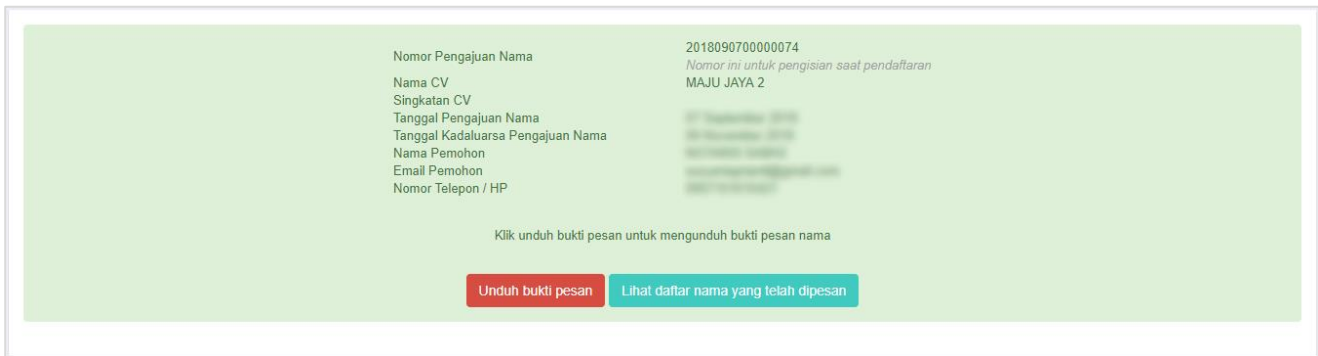 Nomor Pengajuan Nama 2018090700000074
Nomor ini untuk pengisian saat pendaftaran
Nama CV MAJU JAYA 2
Singkatan CV
Tanggal Pengajuan Nama
Tanggal Kadaluarsa Pengajuan Nama
Nama Pemohon
Email Pemohon
Nomor Telepon / HP
Klik unduh bukti pesan untuk mengunduh bukti pesan nama
Unduh bukti pesan Lihat daftar nama yang telah dipesan